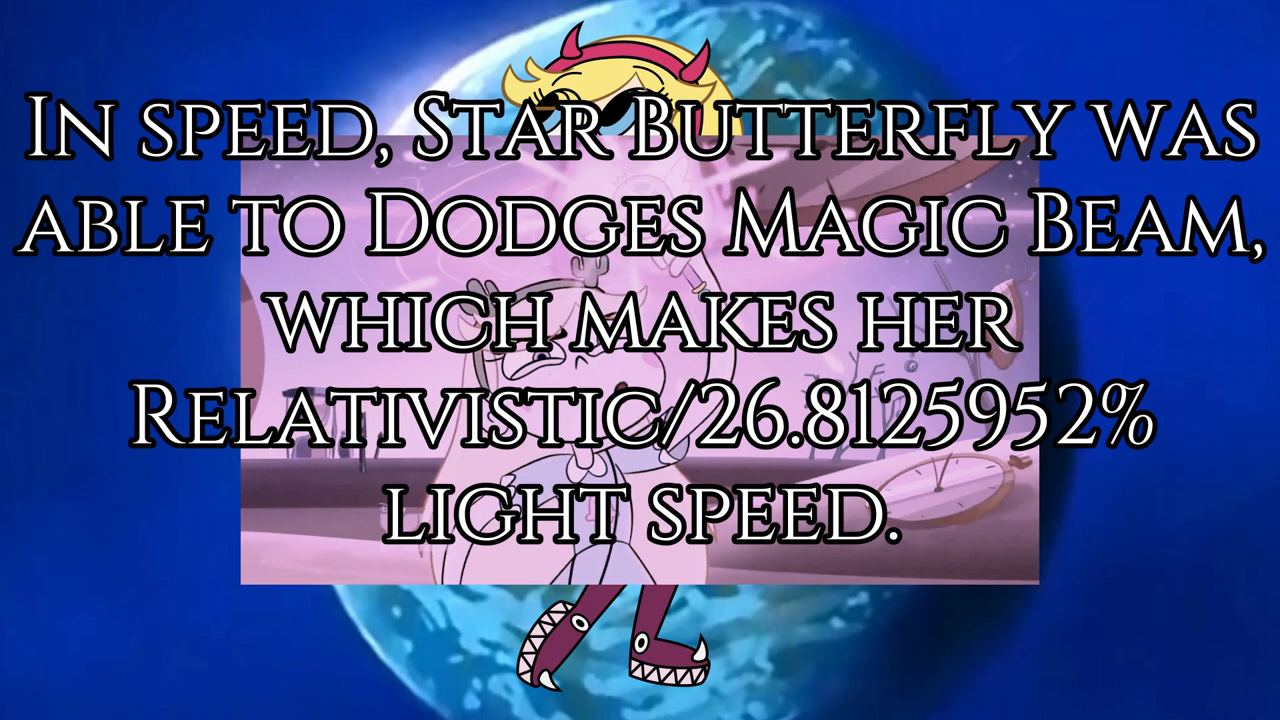 In speed, Star Butterfly was
able to Dodges Magic Beam,
which makes her
Relativistic/26.8125952%
light speed.